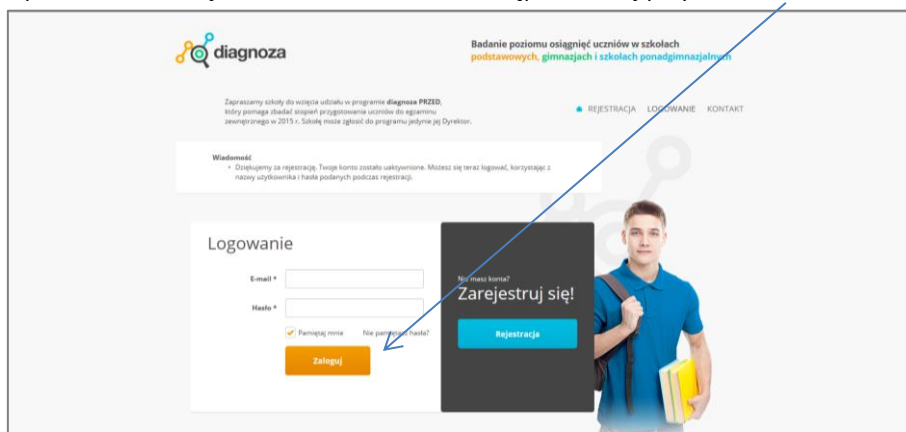 diagnoza
Badanie poziomu osiągnięć uczniów w szkołach
podstawowych, gimnazjach i szkołach ponadgimnazjalnych
Zapraszamy szkoły do wzięcia udziału w programie diagnoza PRZED,
który pomaga zbadać stopień przygotowania uczniów do egzaminu
zewnętrznego w 2015 r. Szkołę może zgłosić do programu jedynie jej Dyrektor.
REJESTRACJA LOGOWANIE KONTAKT
Wiadomość
Dziękujemy za rejestrację. Twoje konto zostało uaktywnione. Możesz się teraz logować, korzystając z
nazwy użytkownika i hasła podanych podczas rejestracji.
Logowanie
E-mail *
Hasło *
Pamiętaj mnie Nie pamiętasz hasła?
Zaloguj
Nie masz konta?
Zarejestruj się!
Rejestracja